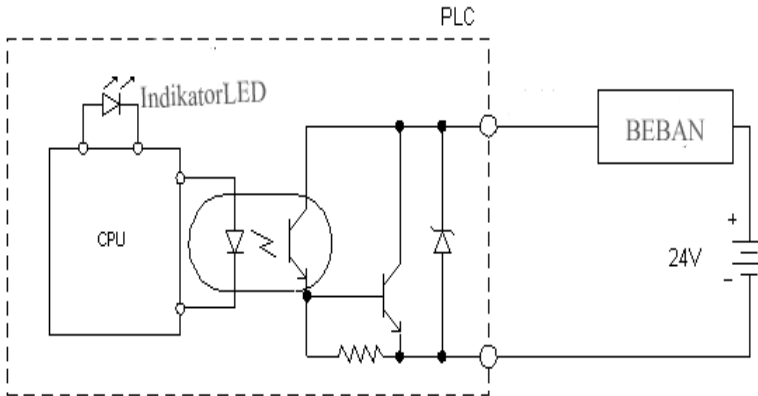 PLC
IndikatorLED
BEBAN
CPU
+
24V
−